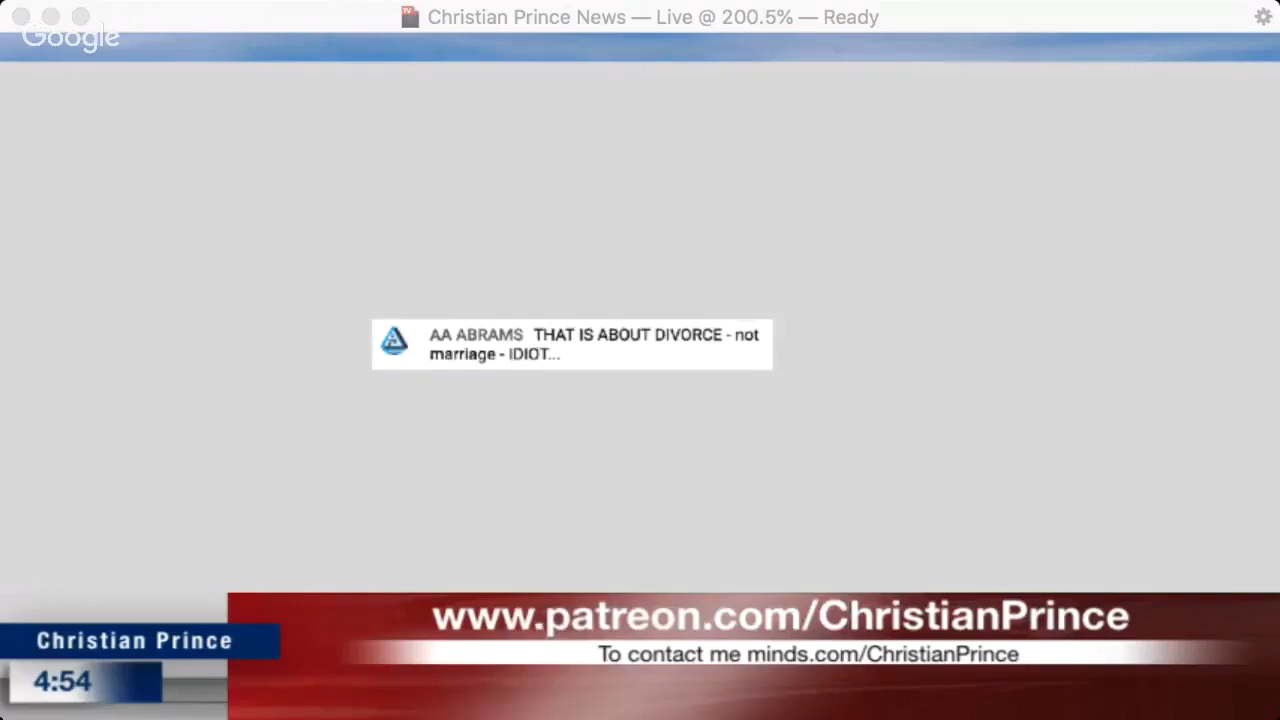 Christian Prince News — Live @ 200.5% — Ready
Google
AA ABRAMS THAT IS ABOUT DIVORCE - not
marriage - IDIOT...
www.patreon.com/ChristianPrince
Christian Prince
To contact me minds.com/ChristianPrince
4:54